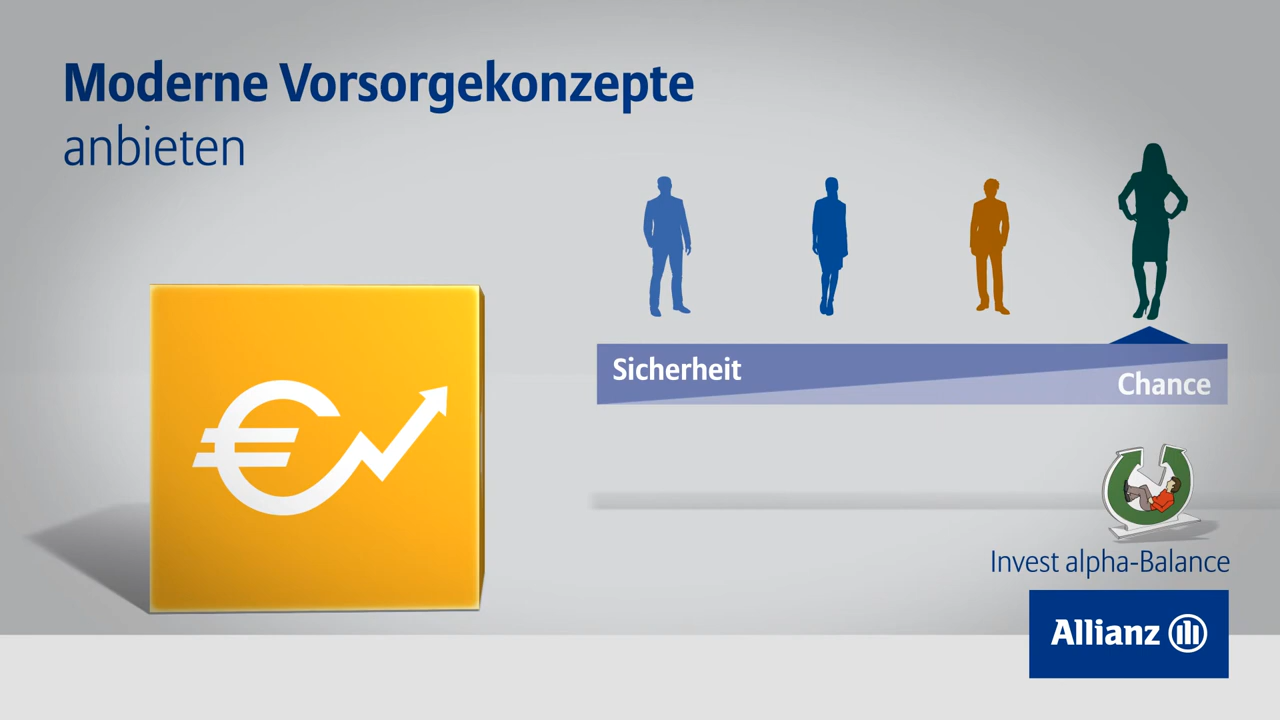 Moderne Vorsorgekonzepte
anbieten
Sicherheit
Chance
€
Invest alpha-Balance
Allianz